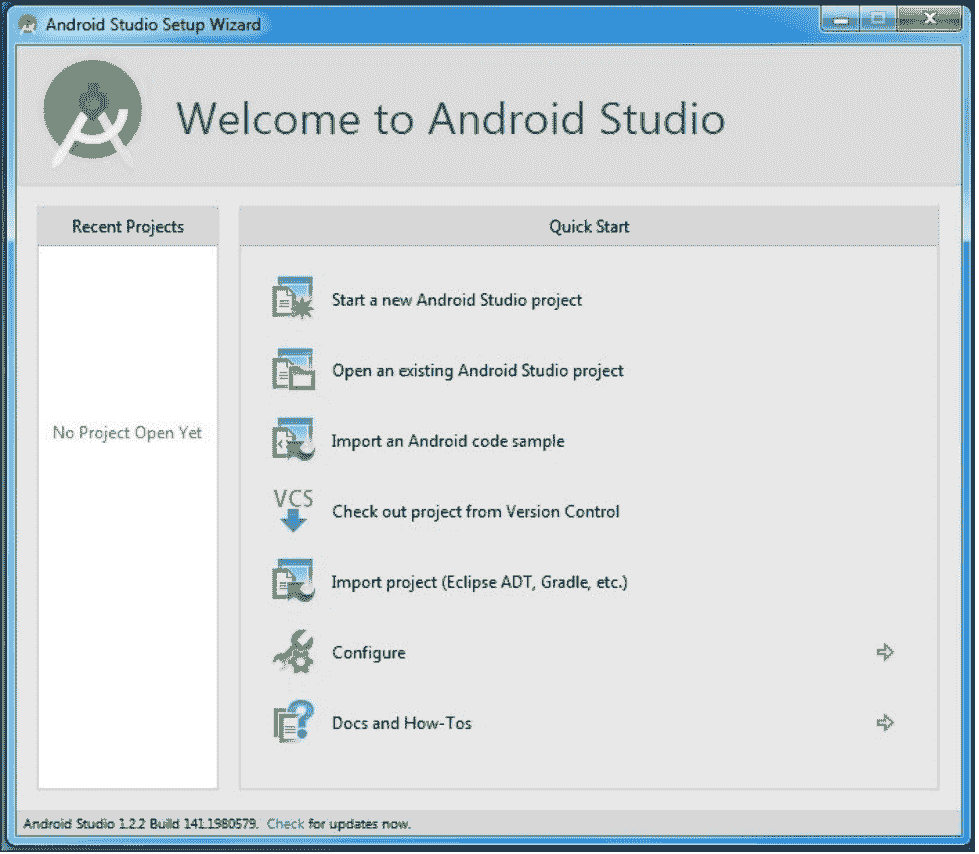 Android Studio Setup Wizard
Welcome to Android Studio
Recent Projects
No Project Open Yet
Quick Start
Start a new Android Studio project
Open an existing Android Studio project
Import an Android code sample
VCS
Check out project from Version Control
Import project (Eclipse ADT, Gradle, etc.)
Configure
Docs and How-Tos
Android Studio 1.2.2 Build 141.1980579. Check for updates now.